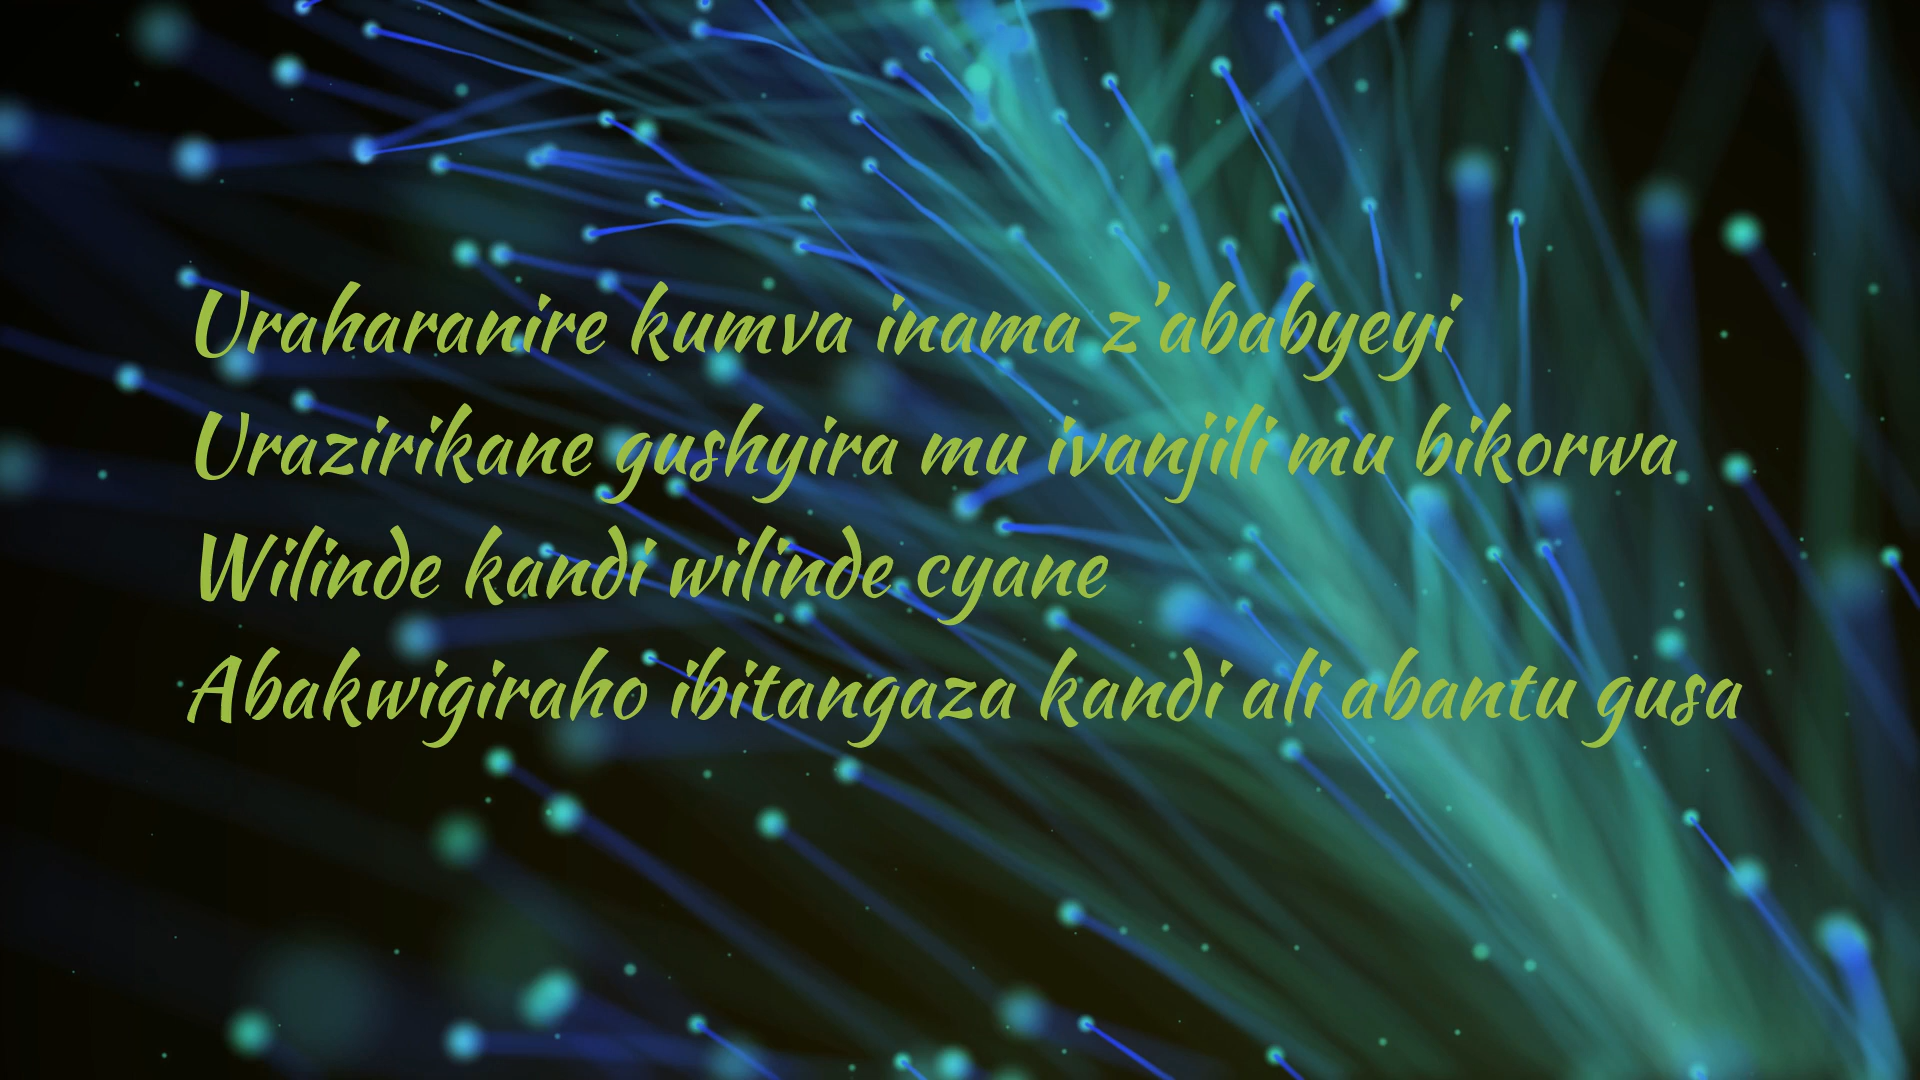 Uraharanire kumva inama z'ababyeyi
Urazirikane gushyira mu ivanjili mu bikorwa
Wilinde kandi wilinde cyane
Abakwigiraho ibitangaza kandi ali abantu gusa